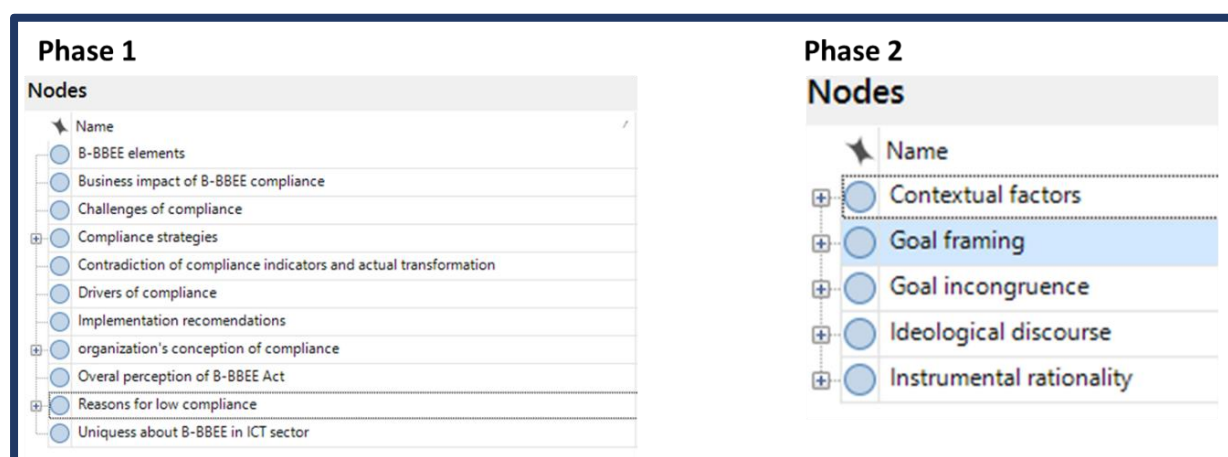 Phase 1
Nodes
Name
B-BBEE elements
Business impact of B-BBEE compliance
Challenges of compliance
Compliance strategies
Contradiction of compliance indicators and actual transformation
Drivers of compliance
Implementation recomendations
organization's conception of compliance
Overal perception of B-BBEE Act
Reasons for low compliance
Uniquess about B-BBEE in ICT sector
Phase 2
Nodes
Name
Contextual factors
Goal framing
Goal incongruence
Ideological discourse
Instrumental rationality